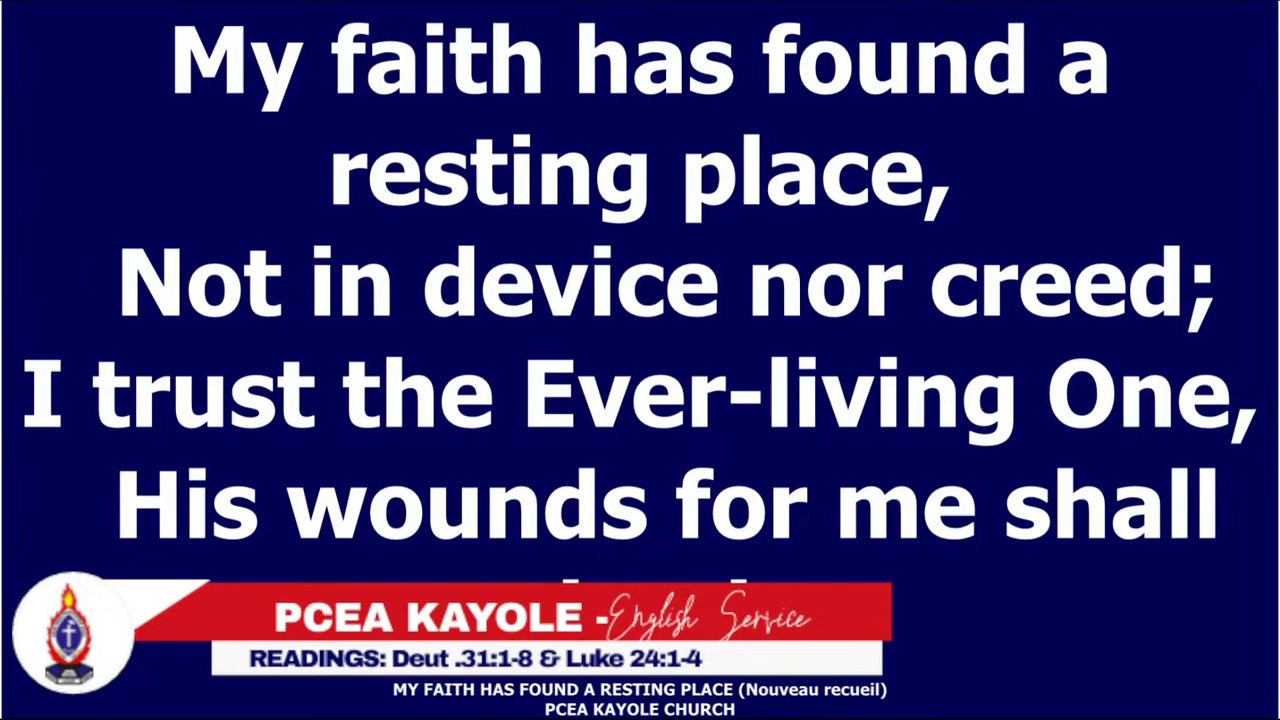 My faith has found a
resting place,
Not in device nor creed;
I trust the Ever-living One,
His wounds for me shall
PCEA KAYOLE -English Service
READINGS: Deut .31:1-8 & Luke 24:1-4
MY FAITH HAS FOUND A RESTING PLACE (Nouveau recueil)
PCEA KAYOLE CHURCH